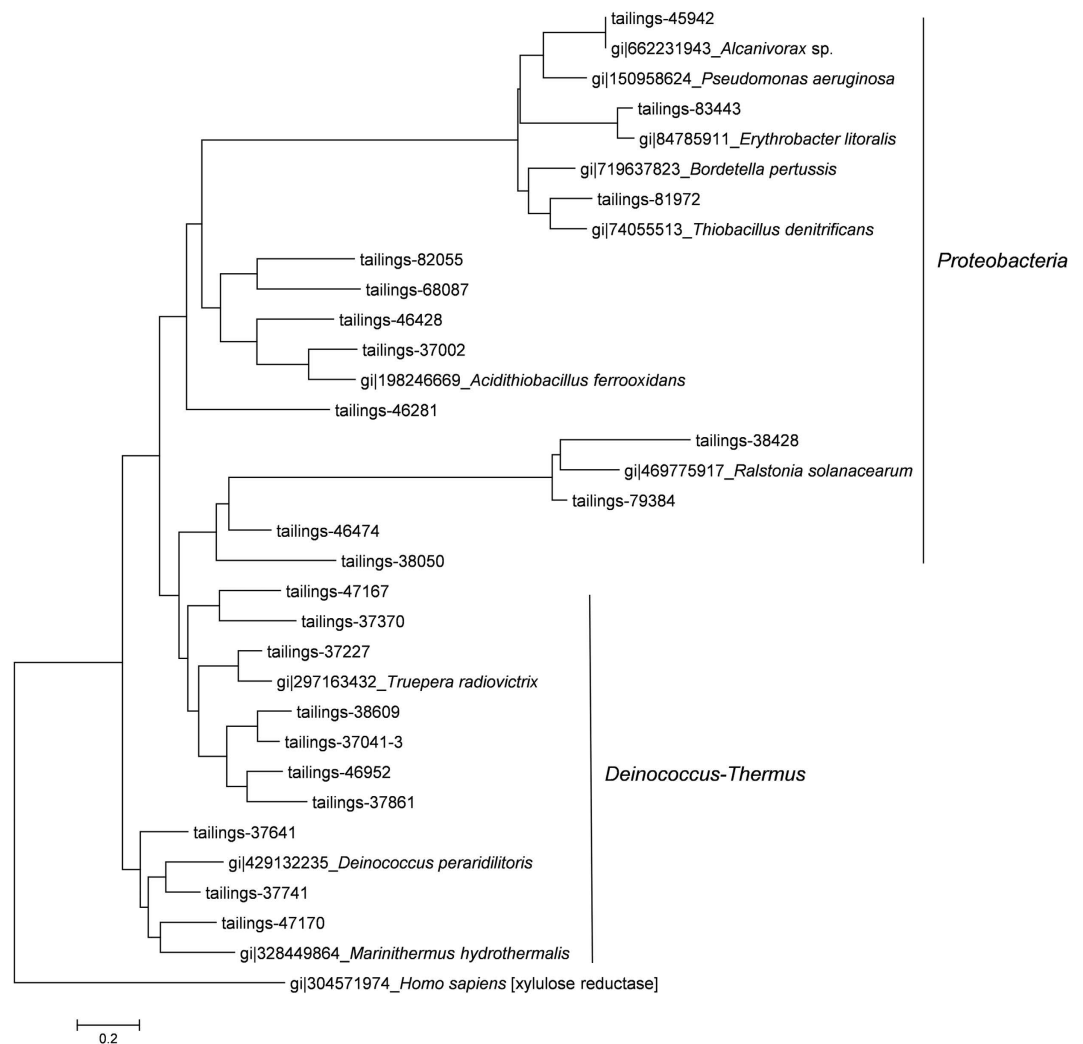 tailings-45942
gi|662231943_Alcanivorax sp.
gi|150958624_Pseudomonas aeruginosa
tailings-83443
gi|84785911_Erythrobacter litoralis
gi|719637823_Bordetella pertussis
tailings-81972
gi|74055513_Thiobacillus denitrificans
tailings-82055
Proteobacteria
tailings-68087
tailings-46428
tailings-37002
gi|198246669_Acidithiobacillus ferrooxidans
tailings-46281
tailings-38428
gi|469775917_Ralstonia solanacearum
tailings-79384
tailings-46474
tailings-38050
tailings-47167
tailings-37370
tailings-37227
gi|297163432_Truepera radiovictrix
tailings-38609
tailings-37041-3
tailings-46952
Deinococcus-Thermus
tailings-37861
tailings-37641
gi|429132235_Deinococcus peraridilitoris
tailings-37741
tailings-47170
gi|328449864_Marinithermus hydrothermalis
gi|304571974_Homo sapiens [xylulose reductase]
0.2